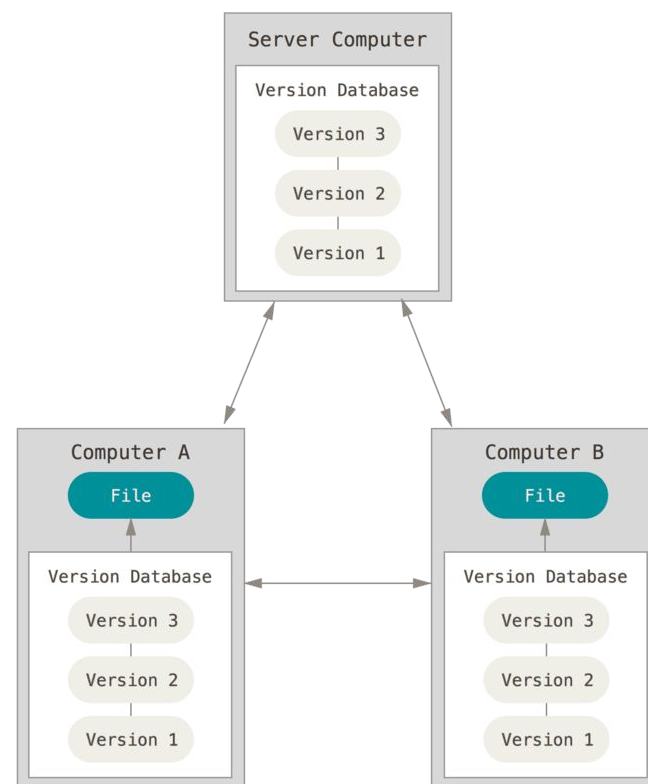 Server Computer
Version Database
Version 3
Version 2
Version 1
Computer A
File
Version Database
Version 3
Version 2
Version 1
Computer B
File
Version Database
Version 3
Version 2
Version 1